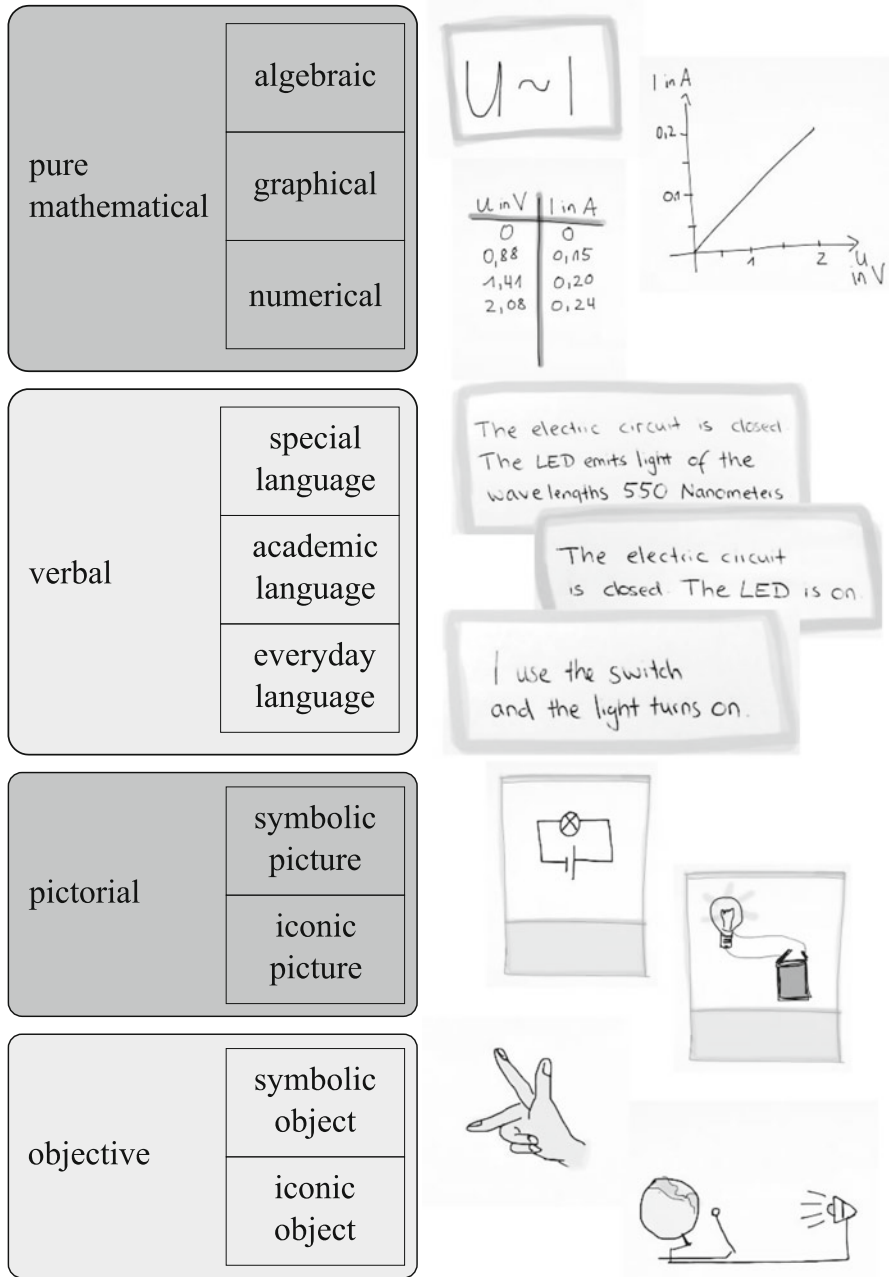 pure
mathematical
algebraic
graphical
numerical
U ~ I
U in V | I in A
0 | 0
0,88 | 0,15
1,41 | 0,20
2,08 | 0,24
I in A
0,2
0,1
1
2
U
in V
verbal
special
language
academic
language
everyday
language
The electric circuit is closed.
The LED emits light of the
wavelengths 550 Nanometers
The electric circuit
is closed. The LED is on.
I use the switch
and the light turns on.
pictorial
symbolic
picture
iconic
picture
objective
symbolic
object
iconic
object